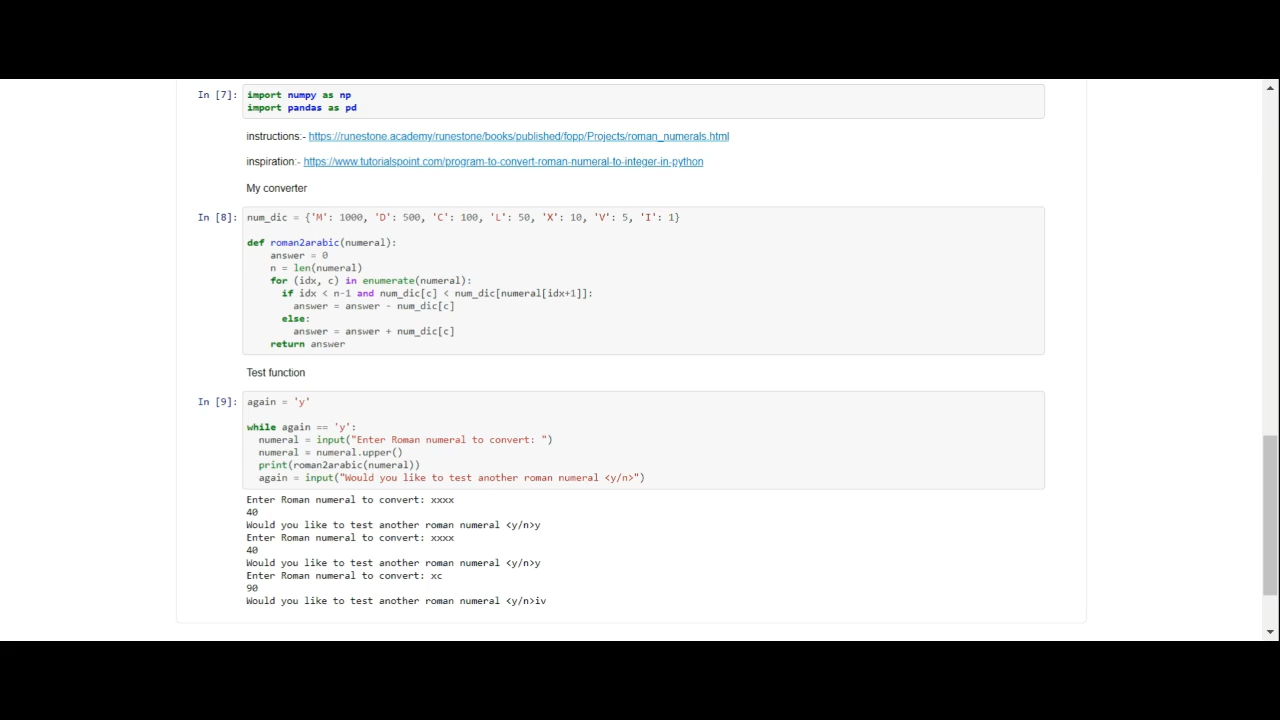 In [7]: import numpy as np
import pandas as pd
instructions:- https://runestone.academy/runestone/books/published/fopp/Projects/roman_numerals.html
inspiration:- https://www.tutorialspoint.com/program-to-convert-roman-numeral-to-integer-in-python
My converter
In [8]: num_dic = {'M': 1000, 'D': 500, 'C': 100, 'L': 50, 'X': 10, 'V': 5, 'I': 1}
def roman2arabic(numeral):
answer = 0
n = len(numeral)
for (idx, c) in enumerate(numeral):
if idx < n-1 and num_dic[c] < num_dic[numeral[idx+1]]:
answer = answer - num_dic[c]
else:
answer = answer + num_dic[c]
return answer
Test function
In [9]: again = 'y'
while again == 'y':
numeral = input("Enter Roman numeral to convert: ")
numeral = numeral.upper()
print(roman2arabic(numeral))
again = input("Would you like to test another roman numeral <y/n>")
Enter Roman numeral to convert: xxxx
40
Would you like to test another roman numeral <y/n>y
Enter Roman numeral to convert: xxxx
40
Would you like to test another roman numeral <y/n>y
Enter Roman numeral to convert: xc
90
Would you like to test another roman numeral <y/n>iv